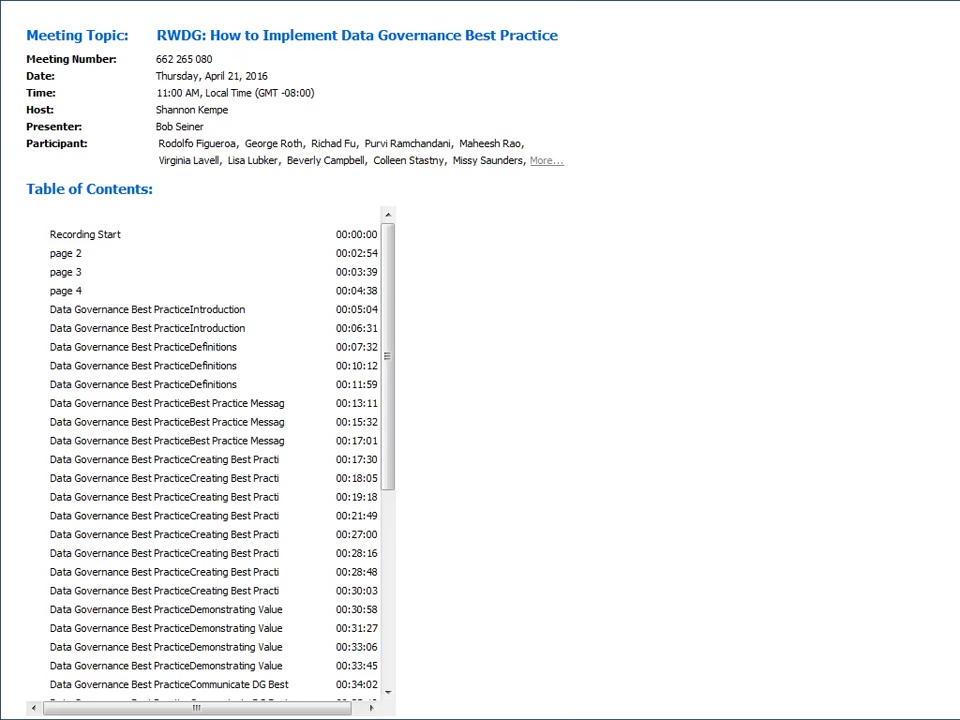 Meeting Topic: RWDG: How to Implement Data Governance Best Practice
Meeting Number: 662 265 080
Date: Thursday, April 21, 2016
Time: 11:00 AM, Local Time (GMT -08:00)
Host: Shannon Kempe
Presenter: Bob Seiner
Participant: Rodolfo Figueroa, George Roth, Richad Fu, Purvi Ramchandani, Maheesh Rao,
Virginia Lavell, Lisa Lubker, Beverly Campbell, Colleen Stastny, Missy Saunders, More...
Table of Contents:
Recording Start 00:00:00
page 2 00:02:54
page 3 00:03:39
page 4 00:04:38
Data Governance Best PracticeIntroduction 00:05:04
Data Governance Best PracticeIntroduction 00:06:31
Data Governance Best PracticeDefinitions 00:07:32
Data Governance Best PracticeDefinitions 00:10:12
Data Governance Best PracticeDefinitions 00:11:59
Data Governance Best PracticeBest Practice Messag 00:13:11
Data Governance Best PracticeBest Practice Messag 00:15:32
Data Governance Best PracticeBest Practice Messag 00:17:01
Data Governance Best PracticeCreating Best Practi 00:17:30
Data Governance Best PracticeCreating Best Practi 00:18:05
Data Governance Best PracticeCreating Best Practi 00:19:18
Data Governance Best PracticeCreating Best Practi 00:21:49
Data Governance Best PracticeCreating Best Practi 00:27:00
Data Governance Best PracticeCreating Best Practi 00:28:16
Data Governance Best PracticeCreating Best Practi 00:28:48
Data Governance Best PracticeCreating Best Practi 00:30:03
Data Governance Best PracticeDemonstrating Value 00:30:58
Data Governance Best PracticeDemonstrating Value 00:31:27
Data Governance Best PracticeDemonstrating Value 00:33:06
Data Governance Best PracticeDemonstrating Value 00:33:45
Data Governance Best PracticeCommunicate DG Best 00:34:02